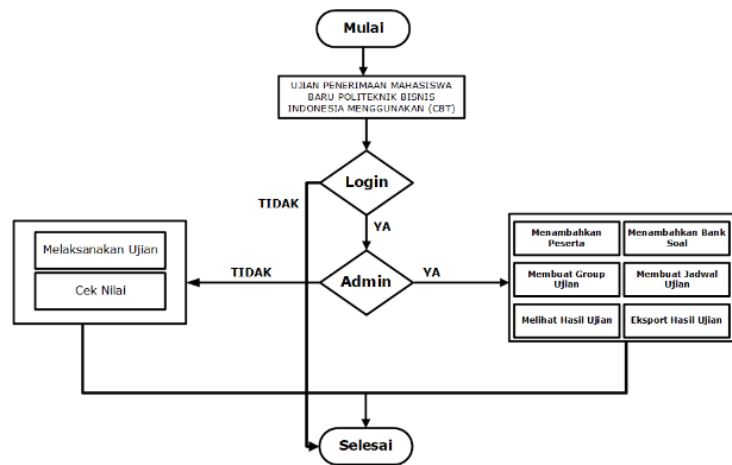 Mulai
UJIAN PENERIMAAN MAHASISWA
BARU POLITEKNIK BISNIS
INDONESIA MENGGUNAKAN (CBT)
Login
TIDAK
YA
Admin
TIDAK
YA
Melaksanakan Ujian
Cek Nilai
Menambahkan
Peserta
Menambahkan Bank
Soal
Membuat Group
Ujian
Membuat Jadwal
Ujian
Melihat Hasil Ujian
Eksport Hasil Ujian
Selesai